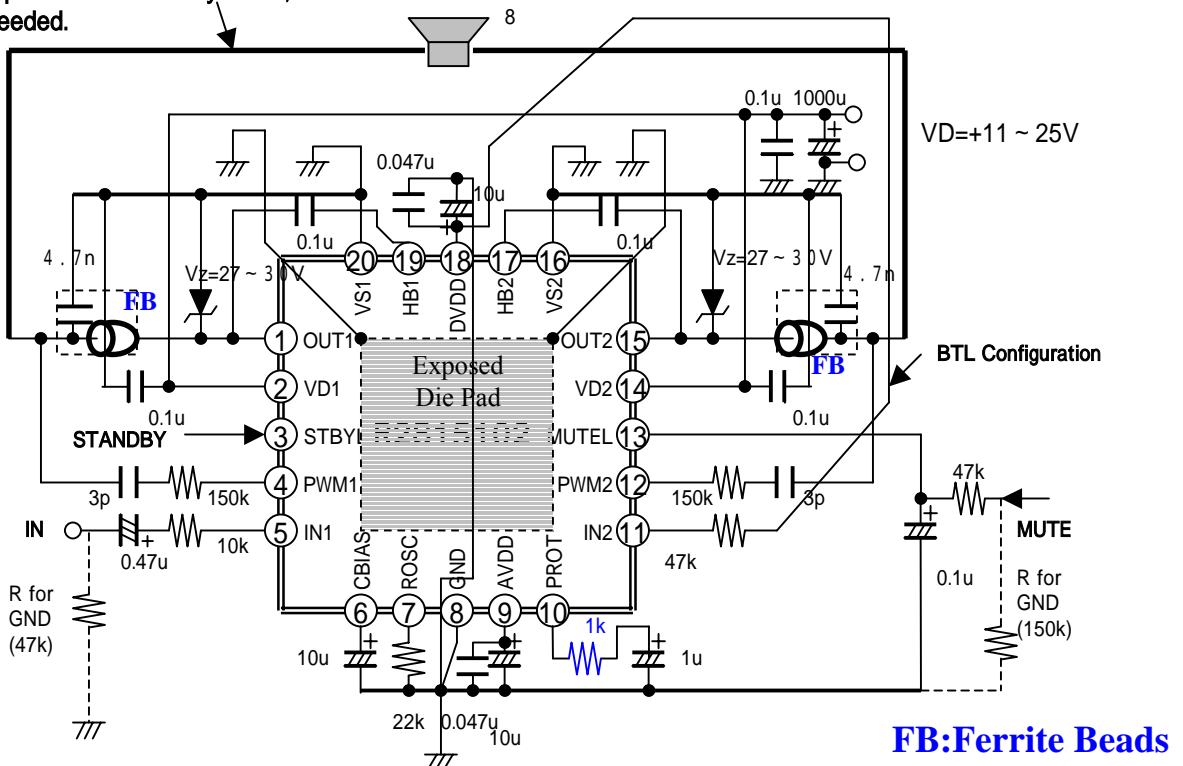 eeded.
8
0.1u 1000u
VD=+11 ~ 25V
0.047u
10u
0.1u
0.1u
4.7n
Vz=27 ~ 30V
Vz=27 ~ 30V
4.7n
20
19
18
17
16
VS1
HB1
DVDD
HB2
VS2
FB
FB
1
OUT1
OUT2
15
BTL Configuration
Exposed
Die Pad
2
VD1
VD2
14
0.1u
0.1u
STANDBY
3
STBYL
R2S15102
MUTEL
13
4
PWM1
PWM2
12
3p
150k
150k
3p
47k
IN
5
IN1
IN2
11
MUTE
0.47u
10k
47k
0.1u
CBIAS
ROSC
GND
AVDD
PROT
R for
GND
(47k)
R for
GND
(150k)
6
7
8
9
10
1k
10u
1u
22k
0.047u
10u
FB:Ferrite Beads